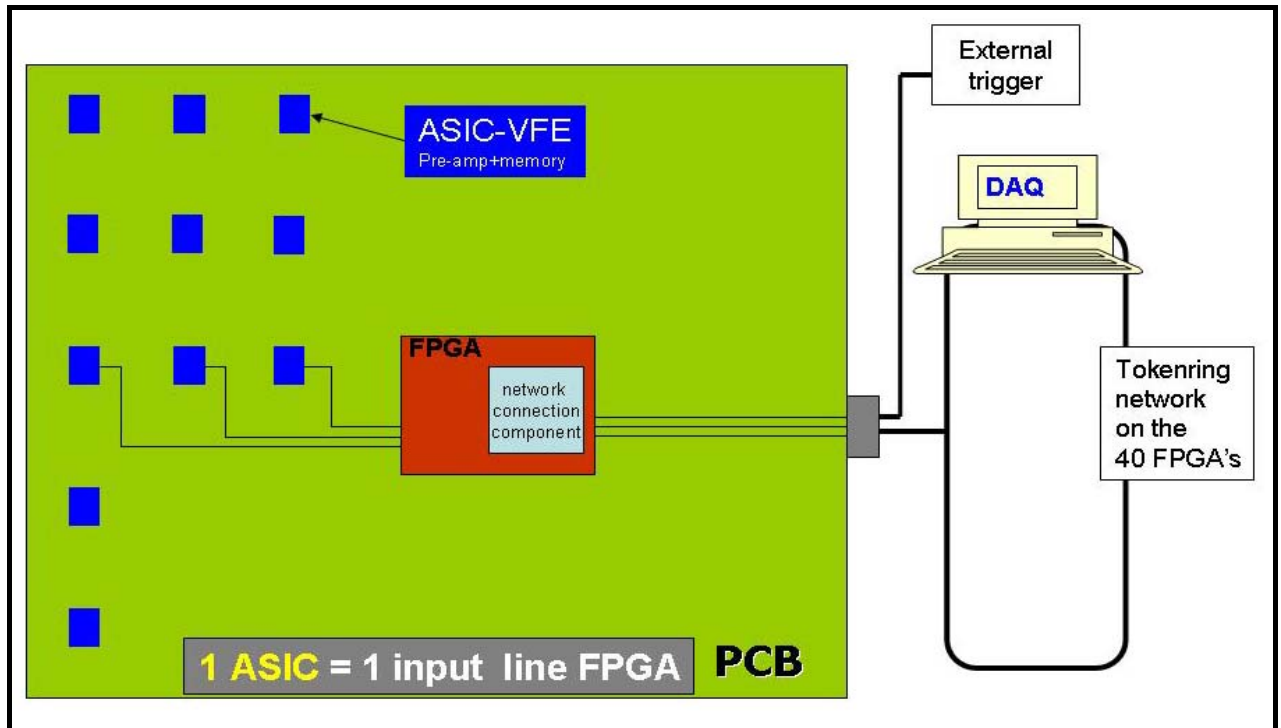 External
trigger
ASIC-VFE
Pre-amp+memory
DAQ
FPGA
network
connection
component
Tokenring
network
on the
40 FPGA's
1 ASIC = 1 input line FPGA
PCB